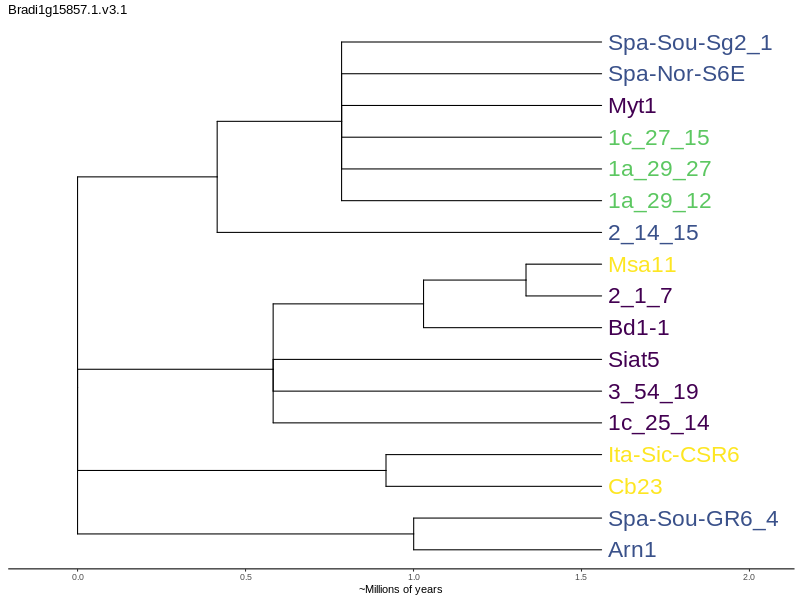 Bradi1g15857.1.v3.1
Spa-Sou-Sg2_1
Spa-Nor-S6E
Myt1
1c_27_15
1a_29_27
1a_29_12
2_14_15
Msa11
2_1_7
Bd1-1
Siat5
3_54_19
1c_25_14
Ita-Sic-CSR6
Cb23
Spa-Sou-GR6_4
Arn1
0.0 0.5 1.0 1.5 2.0
~Millions of years